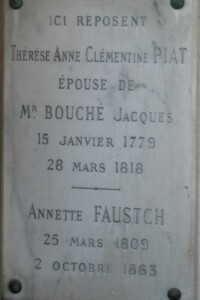 ICI REPOSENT
THÉRÈSE ANNE CLÉMENTINE PIAT
ÉPOUSE DE
MR BOUCHÉ JACQUES
15 JANVIER 1779
28 MARS 1818
ANNETTE FAUSTCH
25 MARS 1809
2 OCTOBRE 1863